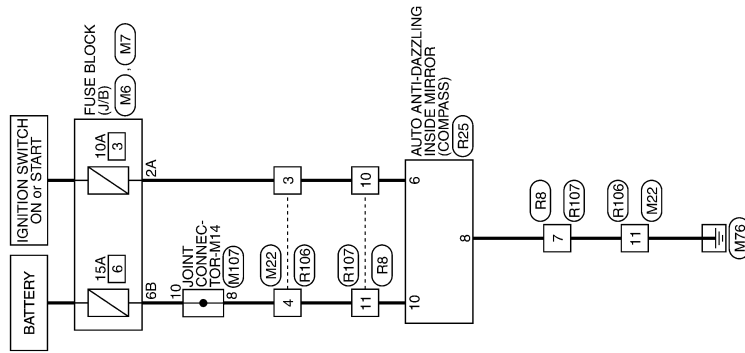 BATTERY
IGNITION SWITCH
ON or START
15A
6
10A
3
FUSE BLOCK
(J/B)
M6 , M7
6B
2A
10
JOINT
CONNEC-
TOR-M14
M107
8
M22
4
3
R106
R107
11
10
R8
10
6
AUTO ANTI-DAZZLING
INSIDE MIRROR
(COMPASS)
R25
8
R8
7
R107
R106
11
M22
M76